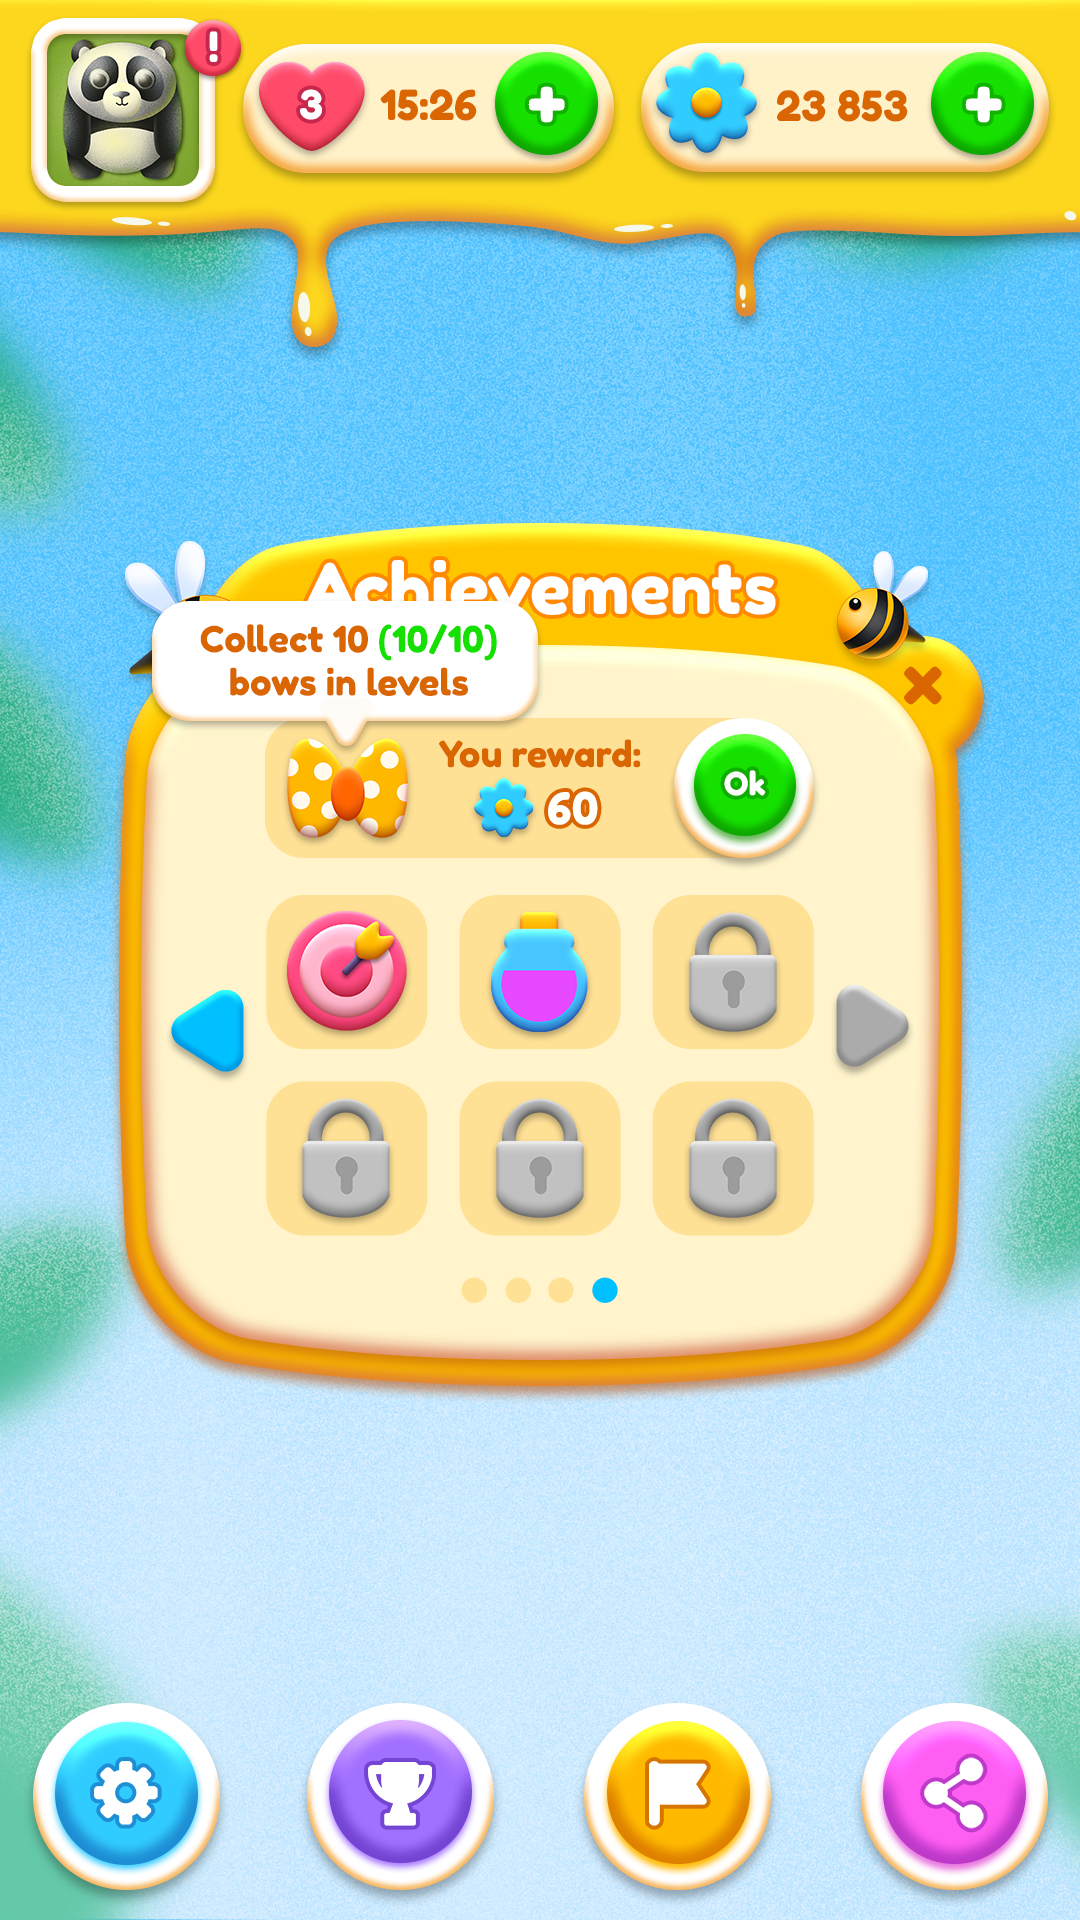 !
3
15:26
23 853
Achievements
Collect 10 (10/10)
bows in levels
You reward:
60
Ok